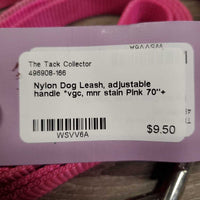 The Tack Collector
496908-166
Nylon Dog Leash, adjustable
handle *vgc, mnr stain Pink 70"+
WSVV6A
$9.50